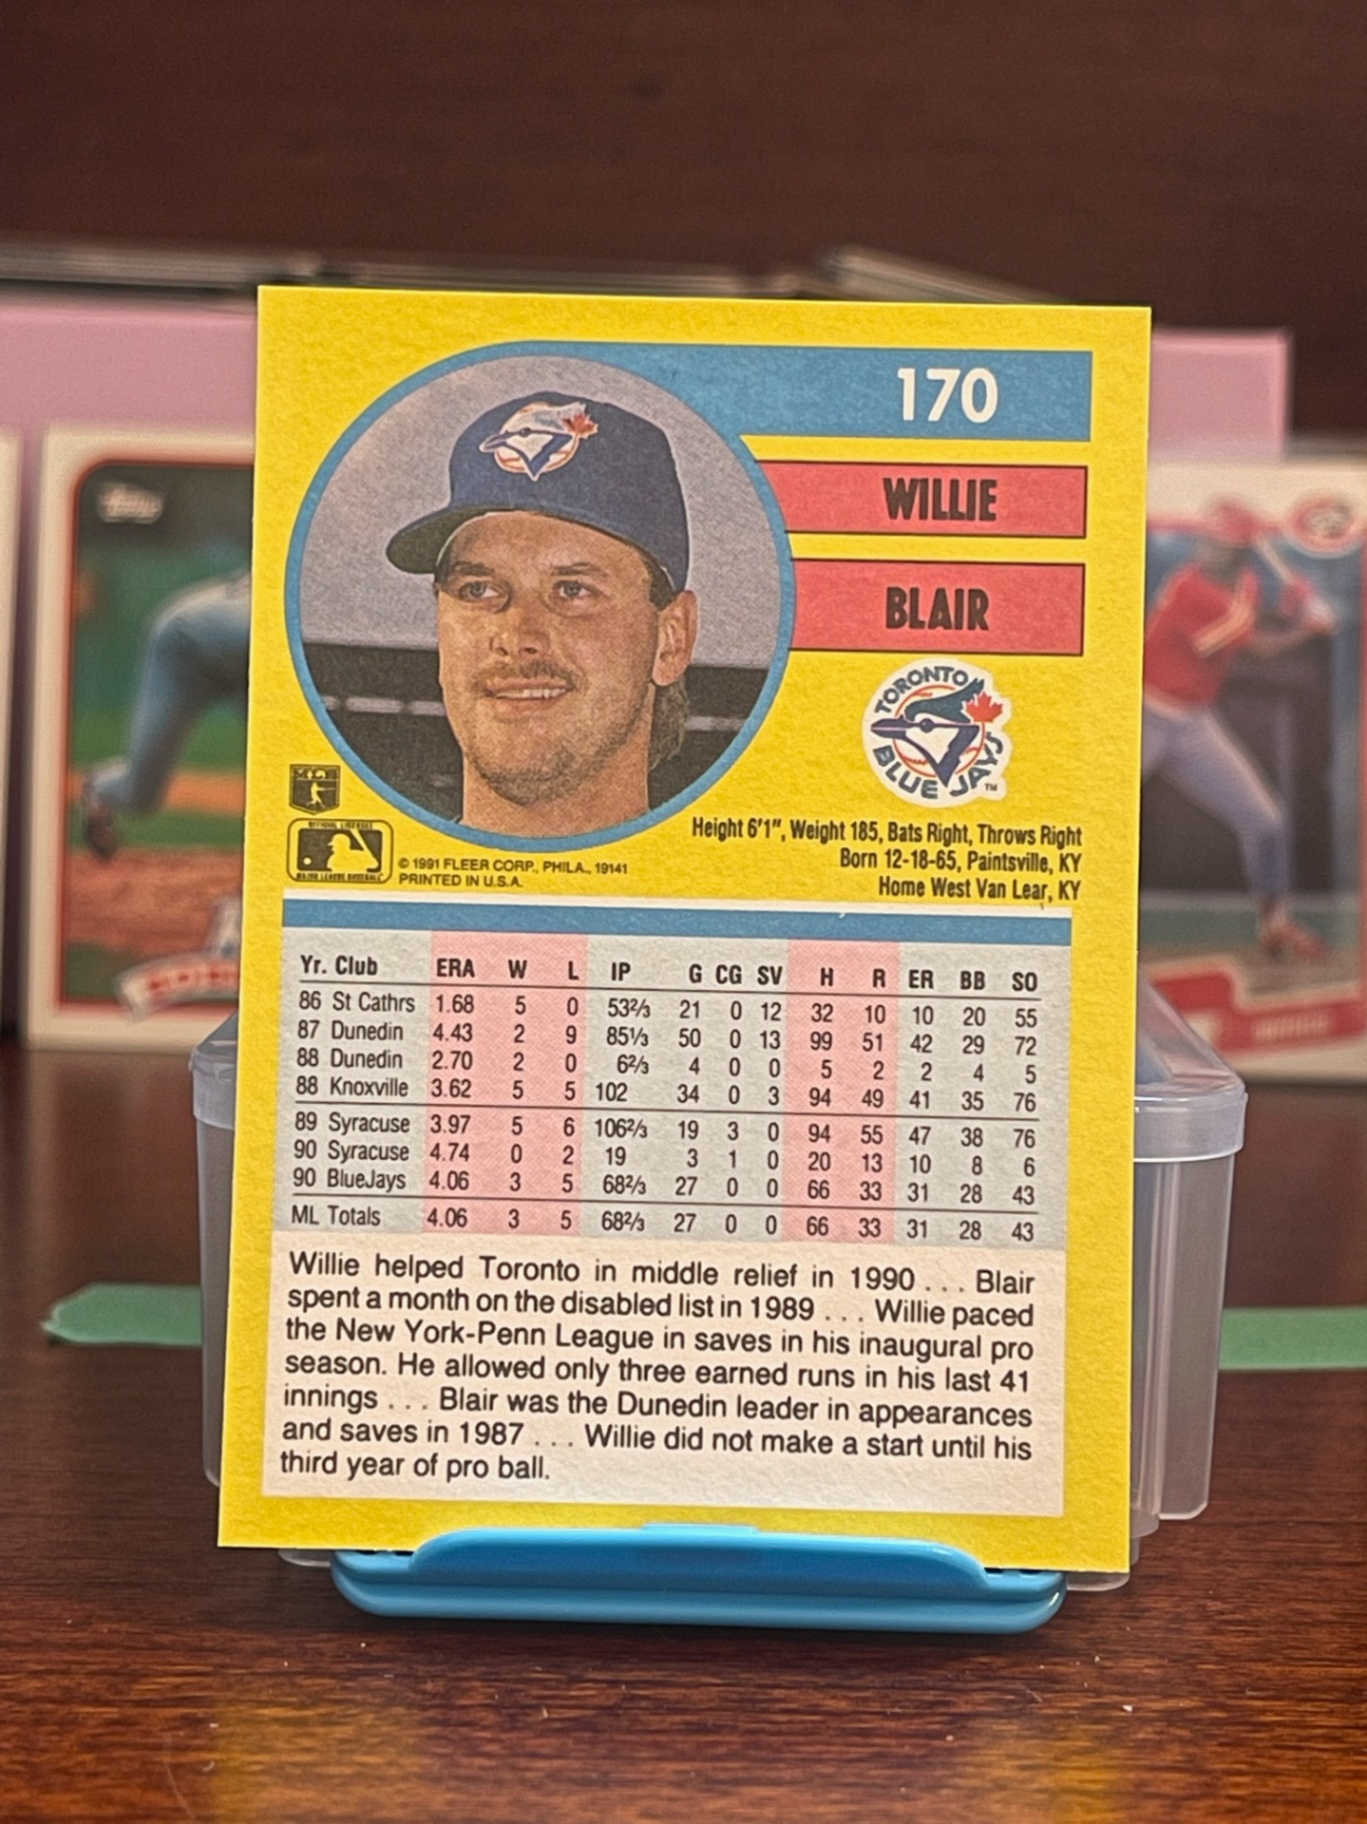 170
WILLIE
BLAIR
TORONTO
BLUE JAYS
TM
Height 6'1", Weight 185, Bats Right, Throws Right
Born 12-18-65, Paintsville, KY
Home West Van Lear, KY
OFFICIAL LICENSEE
MAJOR LEAGUE BASEBALL
© 1991 FLEER CORP., PHILA., 19141
PRINTED IN U.S.A.
Yr. Club ERA W L IP G CG SV H R ER BB SO
86 St Cathrs 1.68 5 0 53⅔ 21 0 12 32 10 10 20 55
87 Dunedin 4.43 2 9 85⅓ 50 0 13 99 51 42 29 72
88 Dunedin 2.70 2 0 6⅔ 4 0 0 5 2 2 4 5
88 Knoxville 3.62 5 5 102 34 0 3 94 49 41 35 76
89 Syracuse 3.97 5 6 106⅔ 19 3 0 94 55 47 38 76
90 Syracuse 4.74 0 2 19 3 1 0 20 13 10 8 6
90 BlueJays 4.06 3 5 68⅔ 27 0 0 66 33 31 28 43
ML Totals 4.06 3 5 68⅔ 27 0 0 66 33 31 28 43
Willie helped Toronto in middle relief in 1990 . . . Blair
spent a month on the disabled list in 1989 . . . Willie paced
the New York-Penn League in saves in his inaugural pro
season. He allowed only three earned runs in his last 41
innings . . . Blair was the Dunedin leader in appearances
and saves in 1987 . . . Willie did not make a start until his
third year of pro ball.
Topps